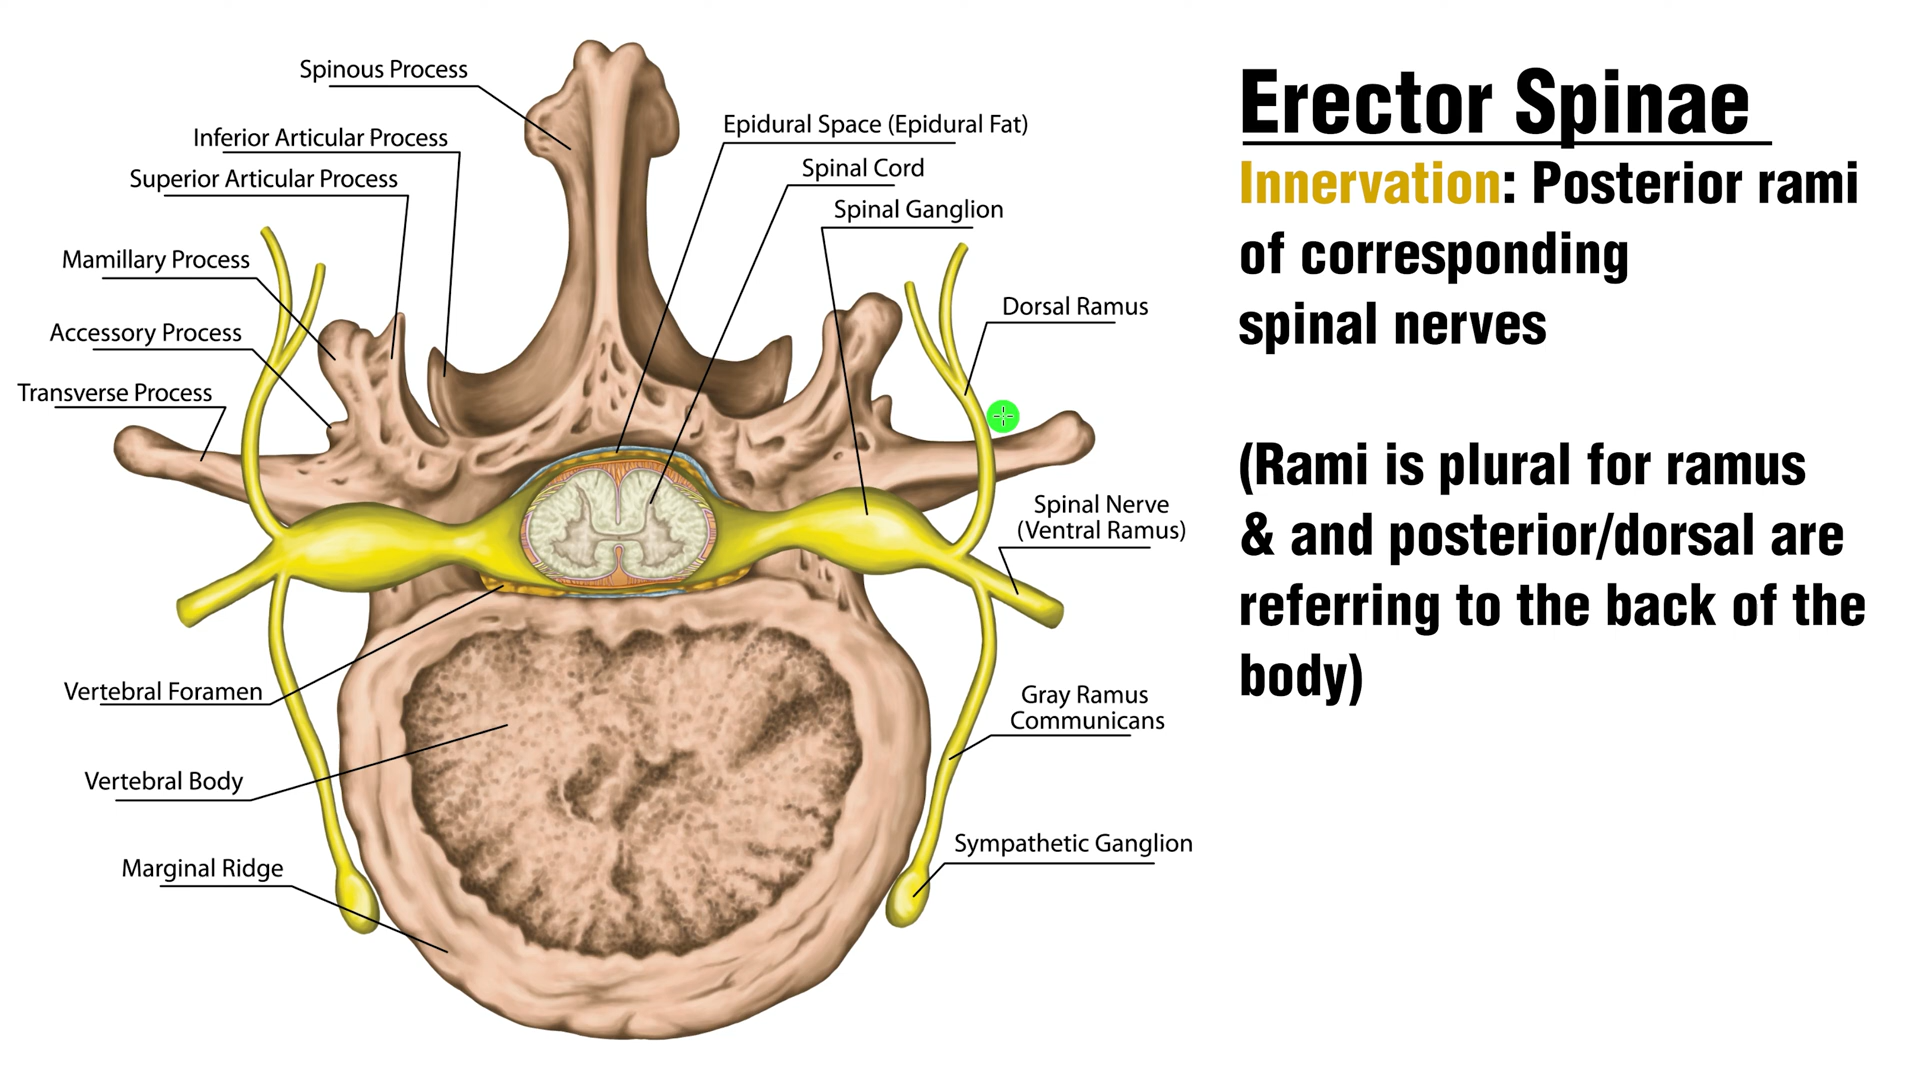 Spinous Process
Inferior Articular Process
Superior Articular Process
Mamillary Process
Accessory Process
Transverse Process
Vertebral Foramen
Vertebral Body
Marginal Ridge
Epidural Space (Epidural Fat)
Spinal Cord
Spinal Ganglion
Dorsal Ramus
Spinal Nerve
(Ventral Ramus)
Gray Ramus
Communicans
Sympathetic Ganglion
Erector Spinae
Innervation: Posterior rami
of corresponding
spinal nerves
(Rami is plural for ramus
& and posterior/dorsal are
referring to the back of the
body)